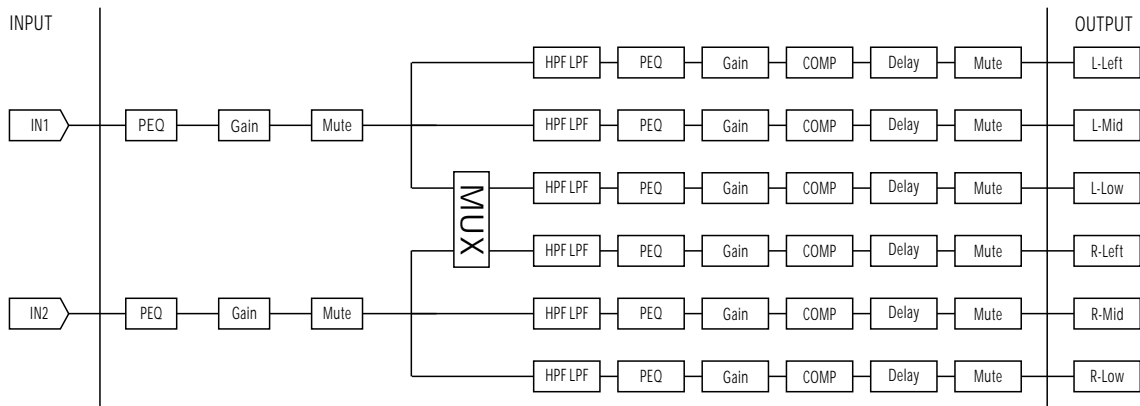 INPUT OUTPUT
HPF LPF PEQ Gain COMP Delay Mute L-Left
IN1 PEQ Gain Mute HPF LPF PEQ Gain COMP Delay Mute L-Mid
HPF LPF PEQ Gain COMP Delay Mute L-Low
MUX
HPF LPF PEQ Gain COMP Delay Mute R-Left
IN2 PEQ Gain Mute HPF LPF PEQ Gain COMP Delay Mute R-Mid
HPF LPF PEQ Gain COMP Delay Mute R-Low